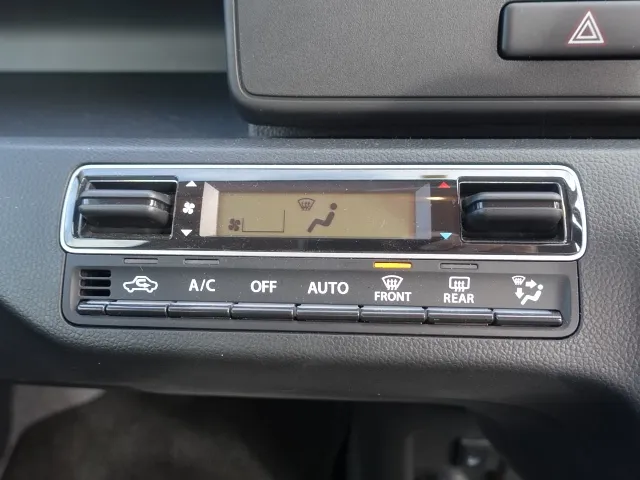 A/C OFF AUTO FRONT REAR